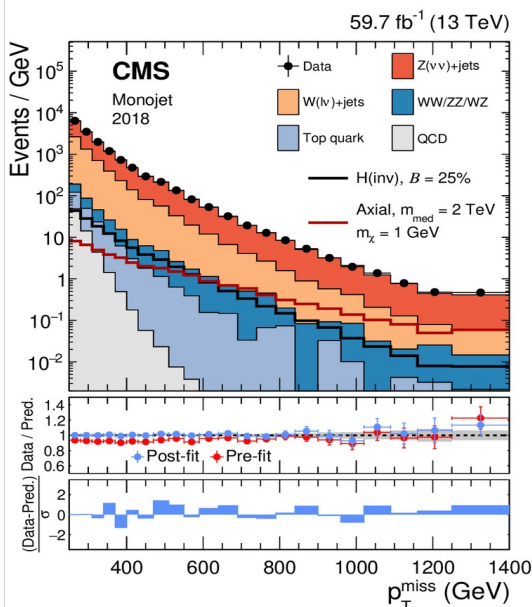 59.7 fb⁻¹ (13 TeV)
Events / GeV
10⁵
10⁴
10³
10²
10
1
10⁻¹
10⁻²
CMS
Monojet
2018
Data
Z(νν)+jets
W(lν)+jets
WW/ZZ/WZ
Top quark
QCD
H(inv), B = 25%
Axial, m_med = 2 TeV
m_χ = 1 GeV
Data / Pred.
1.4
1.2
1
0.8
0.6
Post-fit
Pre-fit
(Data-Pred.)
σ
2
0
−2
400 600 800 1000 1200 1400
p_T^miss (GeV)